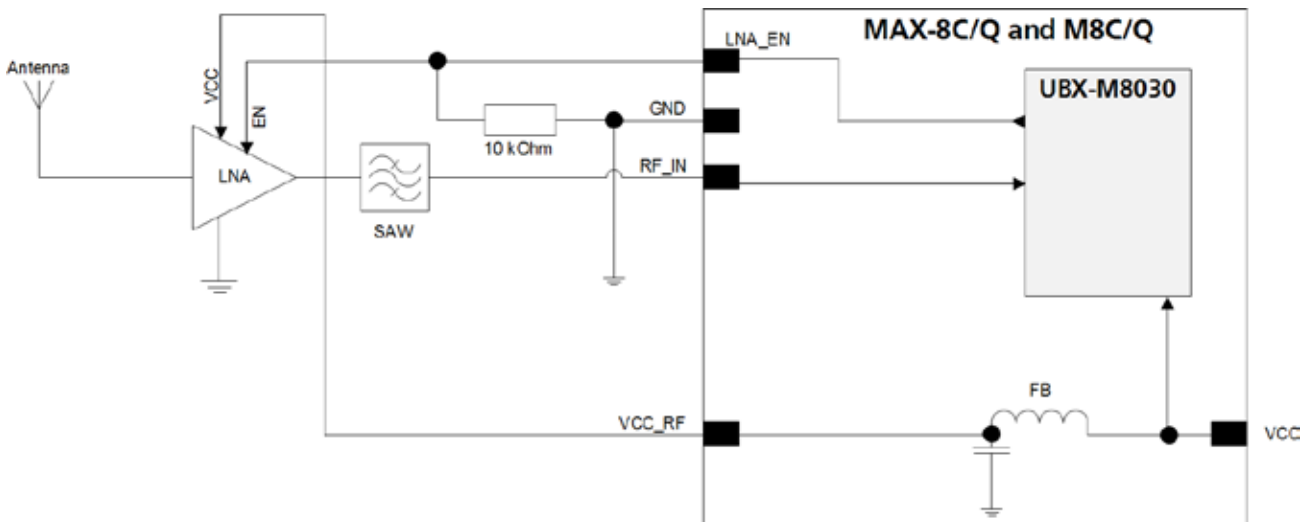 MAX-8C/Q and M8C/Q
LNA_EN
Antenna
VCC
EN
UBX-M8030
GND
10 kOhm
LNA
RF_IN
SAW
FB
VCC_RF
VCC